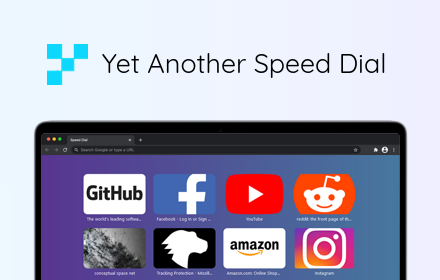 Yet Another Speed Dial
Speed Dial
Search Google or type a URL
GitHub
amazon
The world's leading softwa...
Facebook - Log In or Sign ...
YouTube
reddit: the front page of th...
conceptual space net
Tracking Protection - Mozill...
Amazon.com: Online Shop...
Instagram